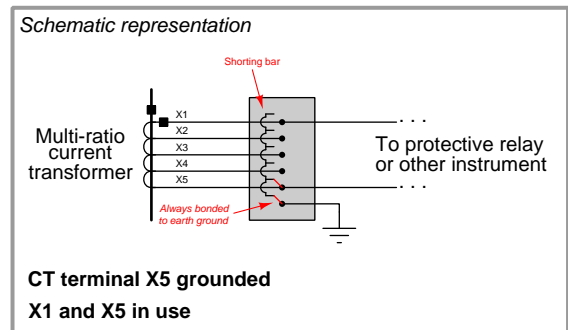 Schematic representation
Shorting bar
X1
X2
X3
X4
X5
Multi-ratio
current
transformer
To protective relay
or other instrument
Always bonded
to earth ground
CT terminal X5 grounded
X1 and X5 in use